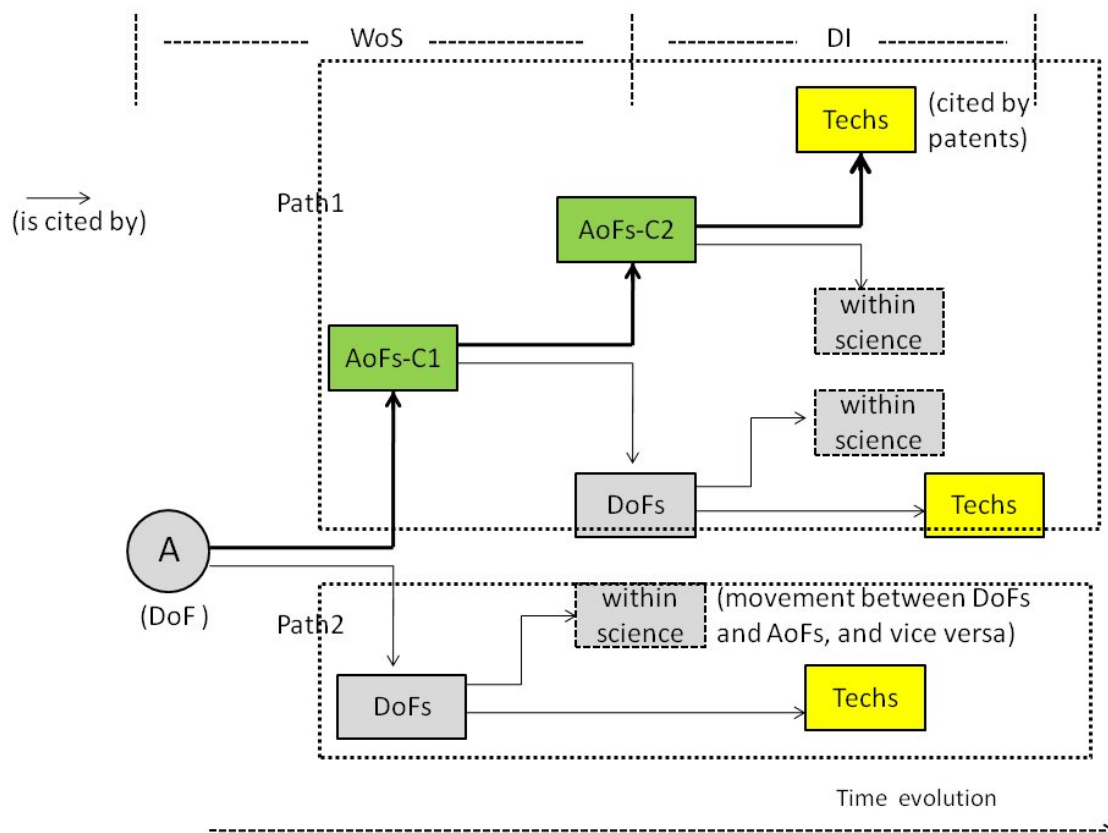 WoS
DI
Techs
(cited by
patents)
(is cited by)
Path1
AoFs-C2
within
science
AoFs-C1
within
science
DoFs
Techs
A
(DoF )
Path2
within
science
(movement between DoFs
and AoFs, and vice versa)
DoFs
Techs
Time evolution